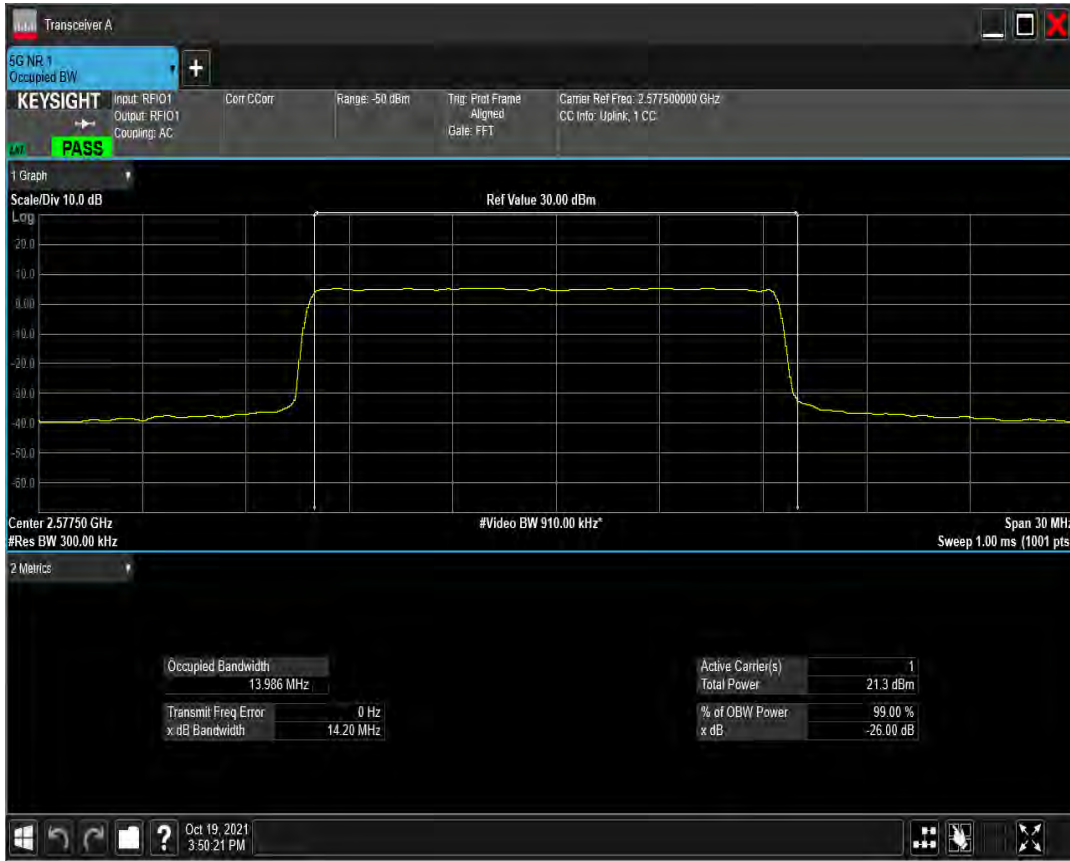 Transceiver A
5G NR 1
Occupied BW
+
KEYSIGHT
PASS
Input: RFIO1
Output: RFIO1
Coupling: AC
Corr CCorr
Range: -50 dBm
Trig: Prot Frame
Aligned
Gate: FFT
Carrier Ref Freq: 2.577500000 GHz
CC Info: Uplink, 1 CC
1 Graph
Scale/Div 10.0 dB
Ref Value 30.00 dBm
Log
20.0
10.0
0.00
-10.0
-20.0
-30.0
-40.0
-50.0
-60.0
Center 2.57750 GHz
#Video BW 910.00 kHz*
Span 30 MHz
#Res BW 300.00 kHz
Sweep 1.00 ms (1001 pts
2 Metrics
Occupied Bandwidth
13.986 MHz
Transmit Freq Error 0 Hz
x dB Bandwidth 14.20 MHz
Active Carrier(s) 1
Total Power 21.3 dBm
% of OBW Power 99.00 %
x dB -26.00 dB
?
Oct 19, 2021
3:50:21 PM